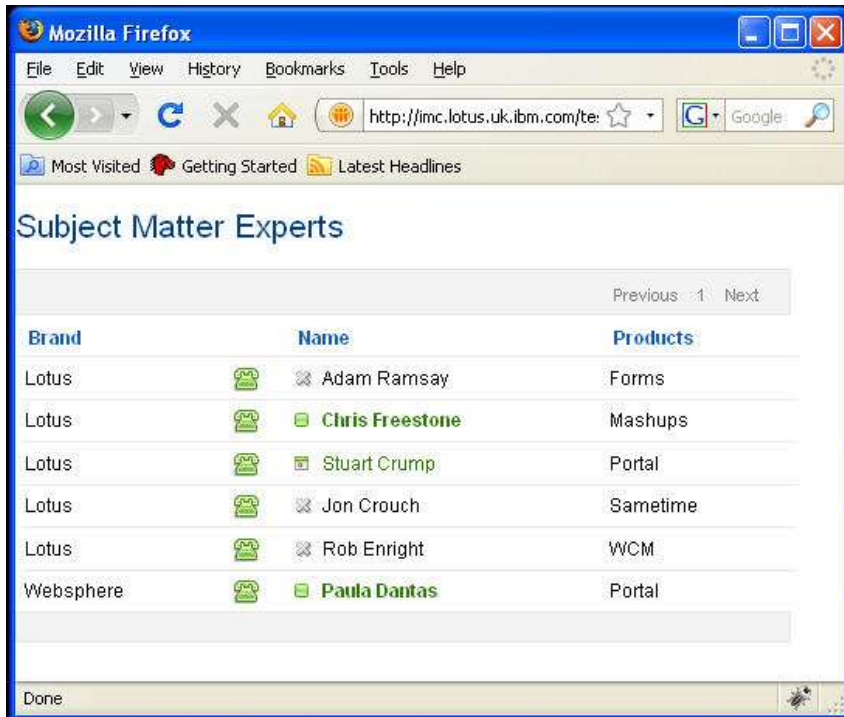 Mozilla Firefox
File Edit View History Bookmarks Tools Help
http://imc.lotus.uk.ibm.com/te: G Google
Most Visited Getting Started Latest Headlines
Subject Matter Experts
Previous 1 Next
Brand Name Products
Lotus Adam Ramsay Forms
Lotus Chris Freestone Mashups
Lotus Stuart Crump Portal
Lotus Jon Crouch Sametime
Lotus Rob Enright WCM
Websphere Paula Dantas Portal
Done